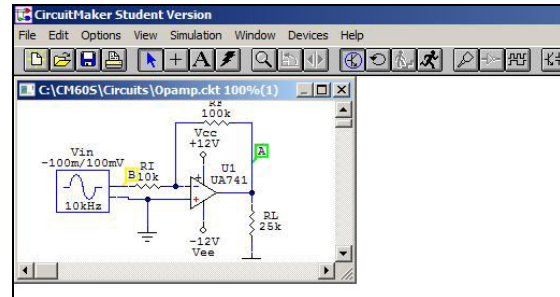 CircuitMaker Student Version
File Edit Options View Simulation Window Devices Help
A
C:\CM60S\Circuits\Opamp.ckt 100%(1)
RF
100k
Vcc
+12V
A
Vin
-100m/100mV
B
RI
10k
U1
UA741
10kHz
RL
25k
-12V
Vee